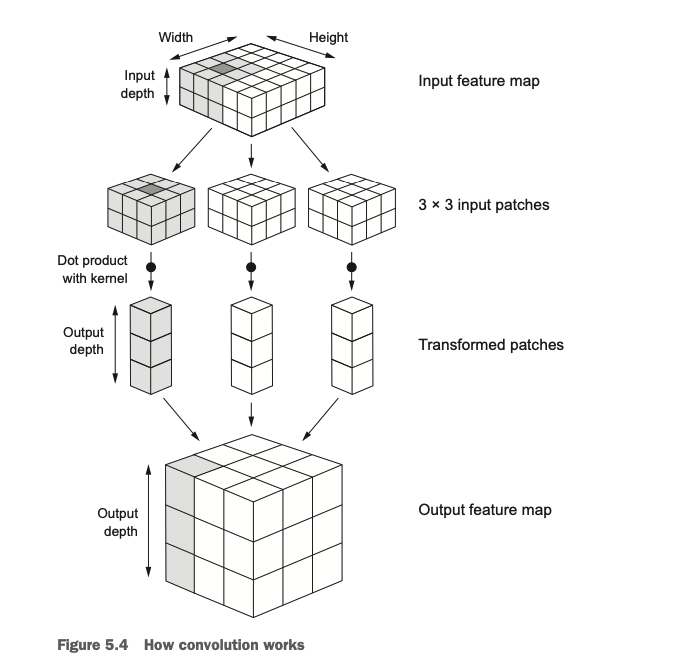 Width
Height
Input
depth
Input feature map
3 × 3 input patches
Dot product
with kernel
Output
depth
Transformed patches
Output
depth
Output feature map
Figure 5.4 How convolution works